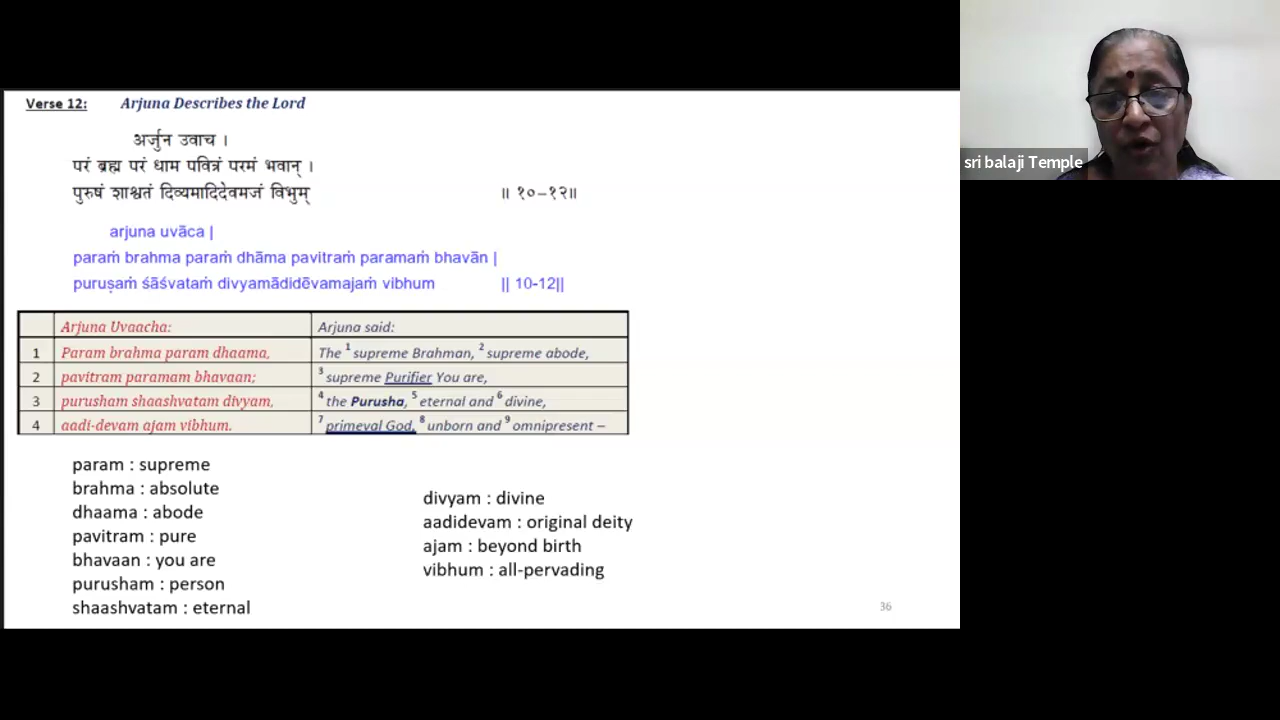 Verse 12: Arjuna Describes the Lord
अर्जुन उवाच ।
परं ब्रह्म परं धाम पवित्रं परमं भवान् ।
पुरुषं शाश्वतं दिव्यमादिदेवमजं विभुम् ॥ १०-१२॥
arjuna uvāca |
paraṁ brahma paraṁ dhāma pavitraṁ paramaṁ bhavān |
puruṣaṁ śāśvataṁ divyamādidēvamajaṁ vibhum || 10-12||
Arjuna Uvaacha: Arjuna said:
1 Param brahma param dhaama, The 1 supreme Brahman, 2 supreme abode,
2 pavitram paramam bhavaan; 3 supreme Purifier You are,
3 purusham shaashvatam divyam, 4 the Purusha, 5 eternal and 6 divine,
4 aadi-devam ajam vibhum. 7 primeval God, 8 unborn and 9 omnipresent –
param : supreme
brahma : absolute
dhaama : abode
pavitram : pure
bhavaan : you are
purusham : person
shaashvatam : eternal
divyam : divine
aadidevam : original deity
ajam : beyond birth
vibhum : all-pervading
36
sri balaji Temple